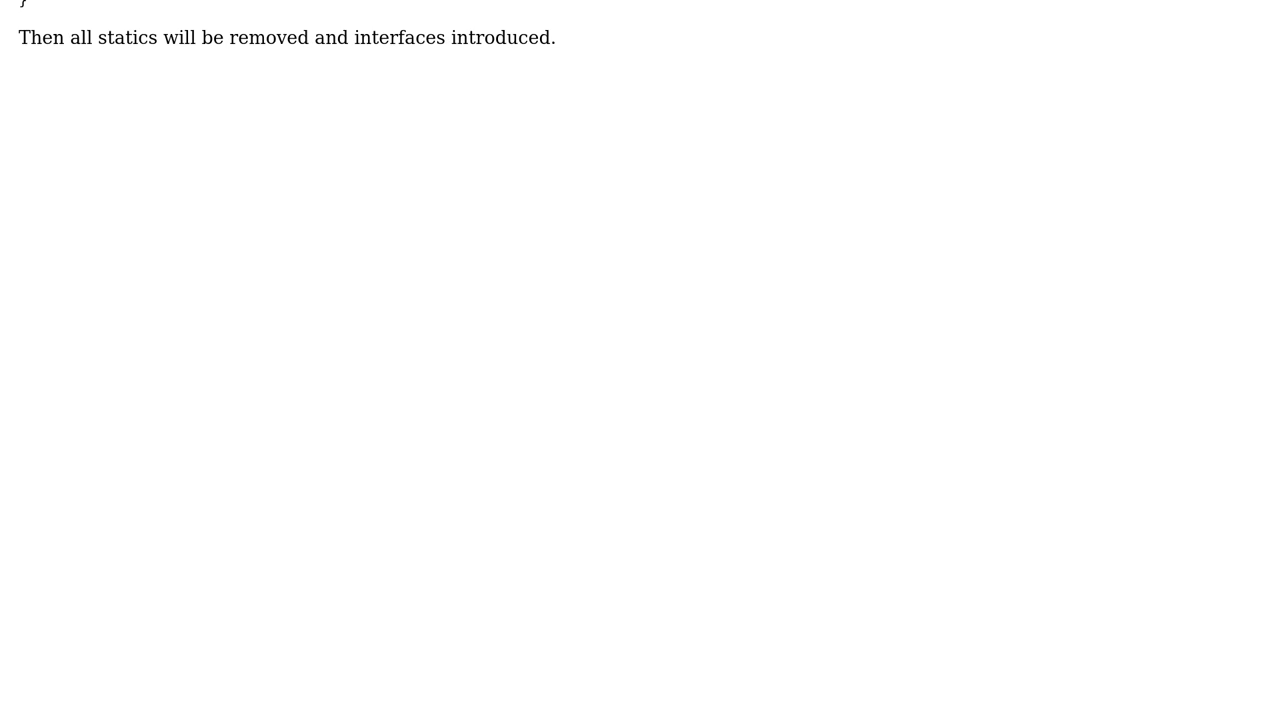 }
Then all statics will be removed and interfaces introduced.